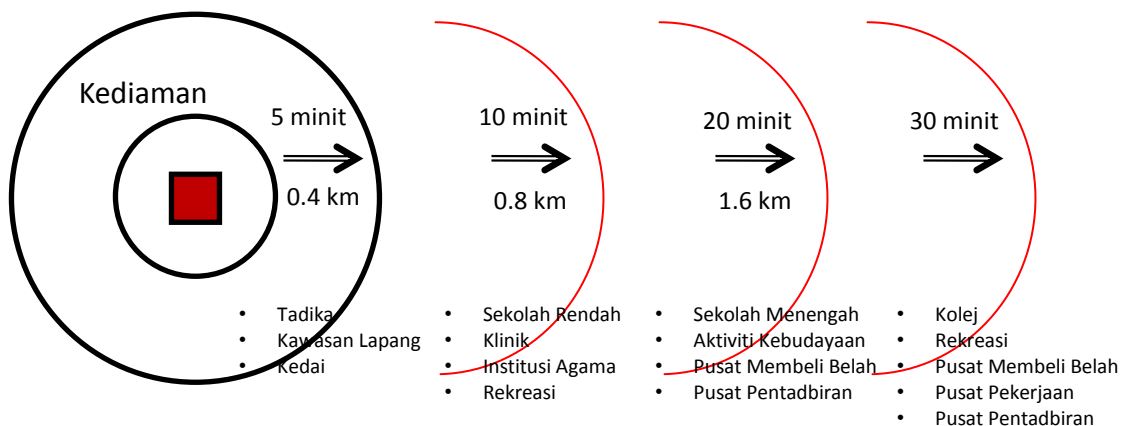 Kediaman
5 minit
0.4 km
10 minit
0.8 km
20 minit
1.6 km
30 minit
• Tadika
• Kawasan Lapang
• Kedai
• Sekolah Rendah
• Klinik
• Institusi Agama
• Rekreasi
• Sekolah Menengah
• Aktiviti Kebudayaan
• Pusat Membeli Belah
• Pusat Pentadbiran
• Kolej
• Rekreasi
• Pusat Membeli Belah
• Pusat Pekerjaan
• Pusat Pentadbiran